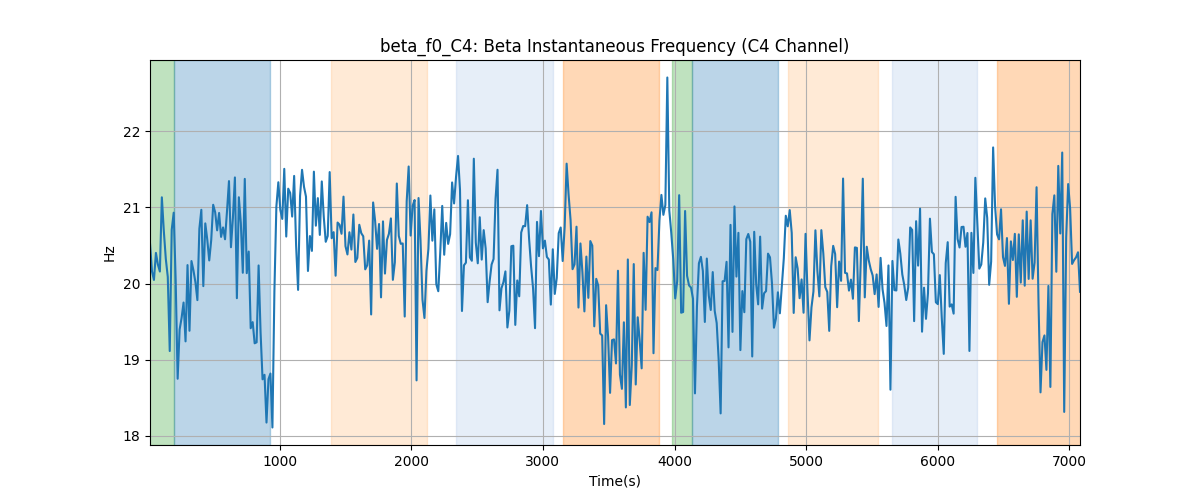 beta_f0_C4: Beta Instantaneous Frequency (C4 Channel)
Hz
22
21
20
19
18
1000 2000 3000 4000 5000 6000 7000
Time(s)